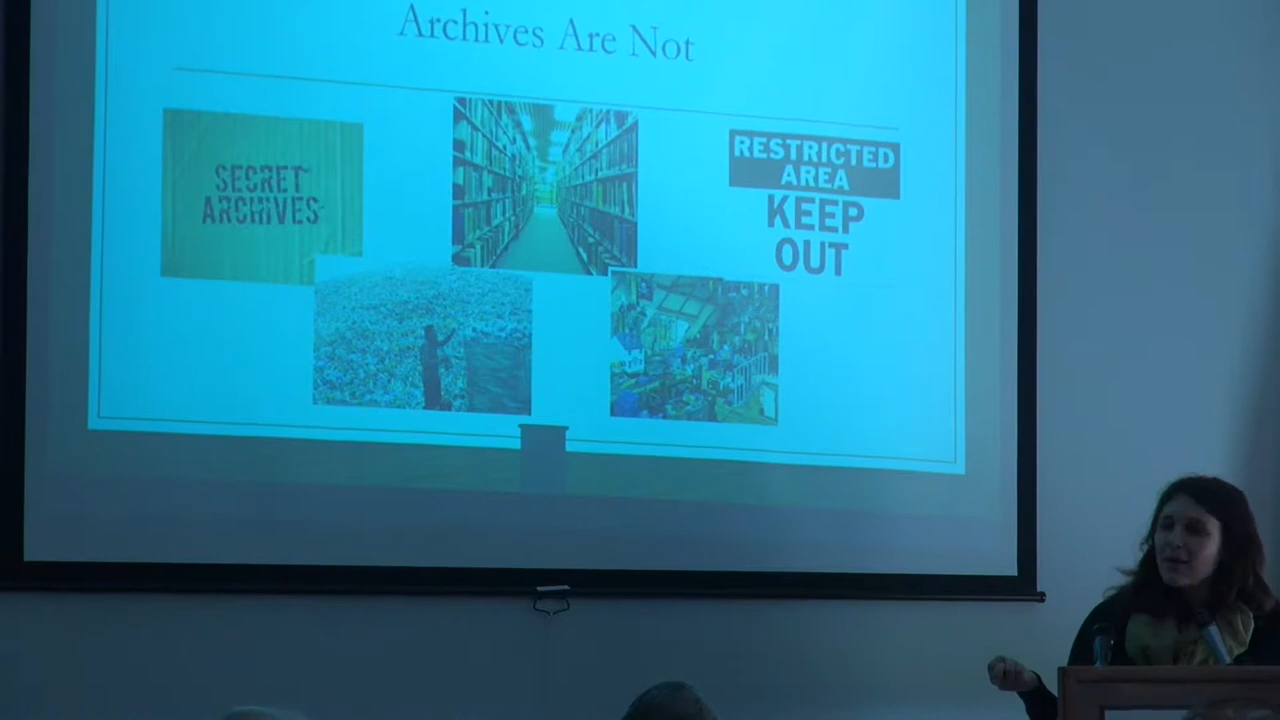 Archives Are Not
SECRET
ARCHIVES
RESTRICTED
AREA
KEEP
OUT